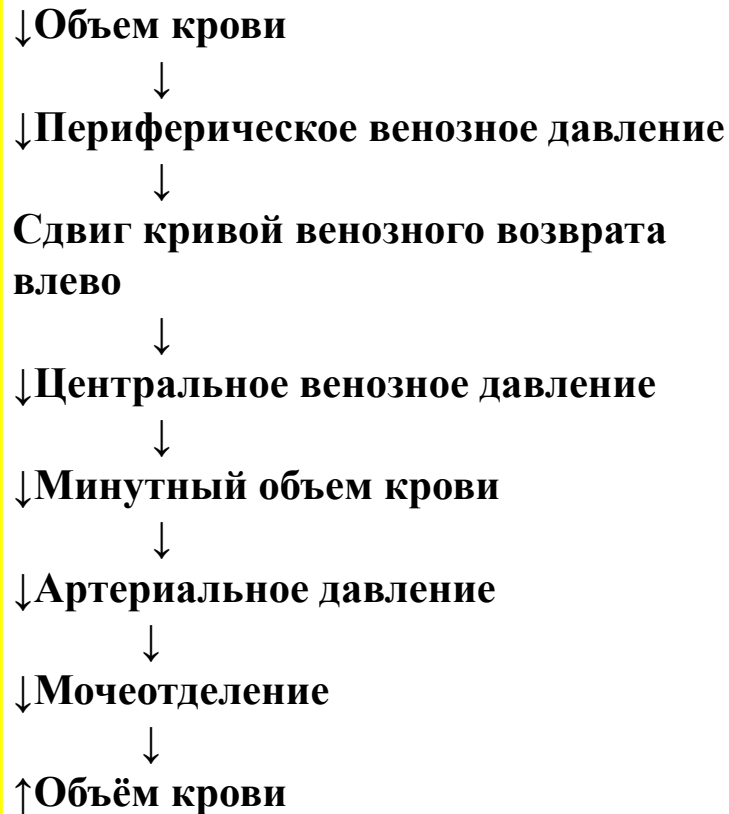 ↓Объем крови
↓
↓Периферическое венозное давление
↓
Сдвиг кривой венозного возврата
влево
↓
↓Центральное венозное давление
↓
↓Минутный объем крови
↓
↓Артериальное давление
↓
↓Мочеотделение
↓
↑Объём крови